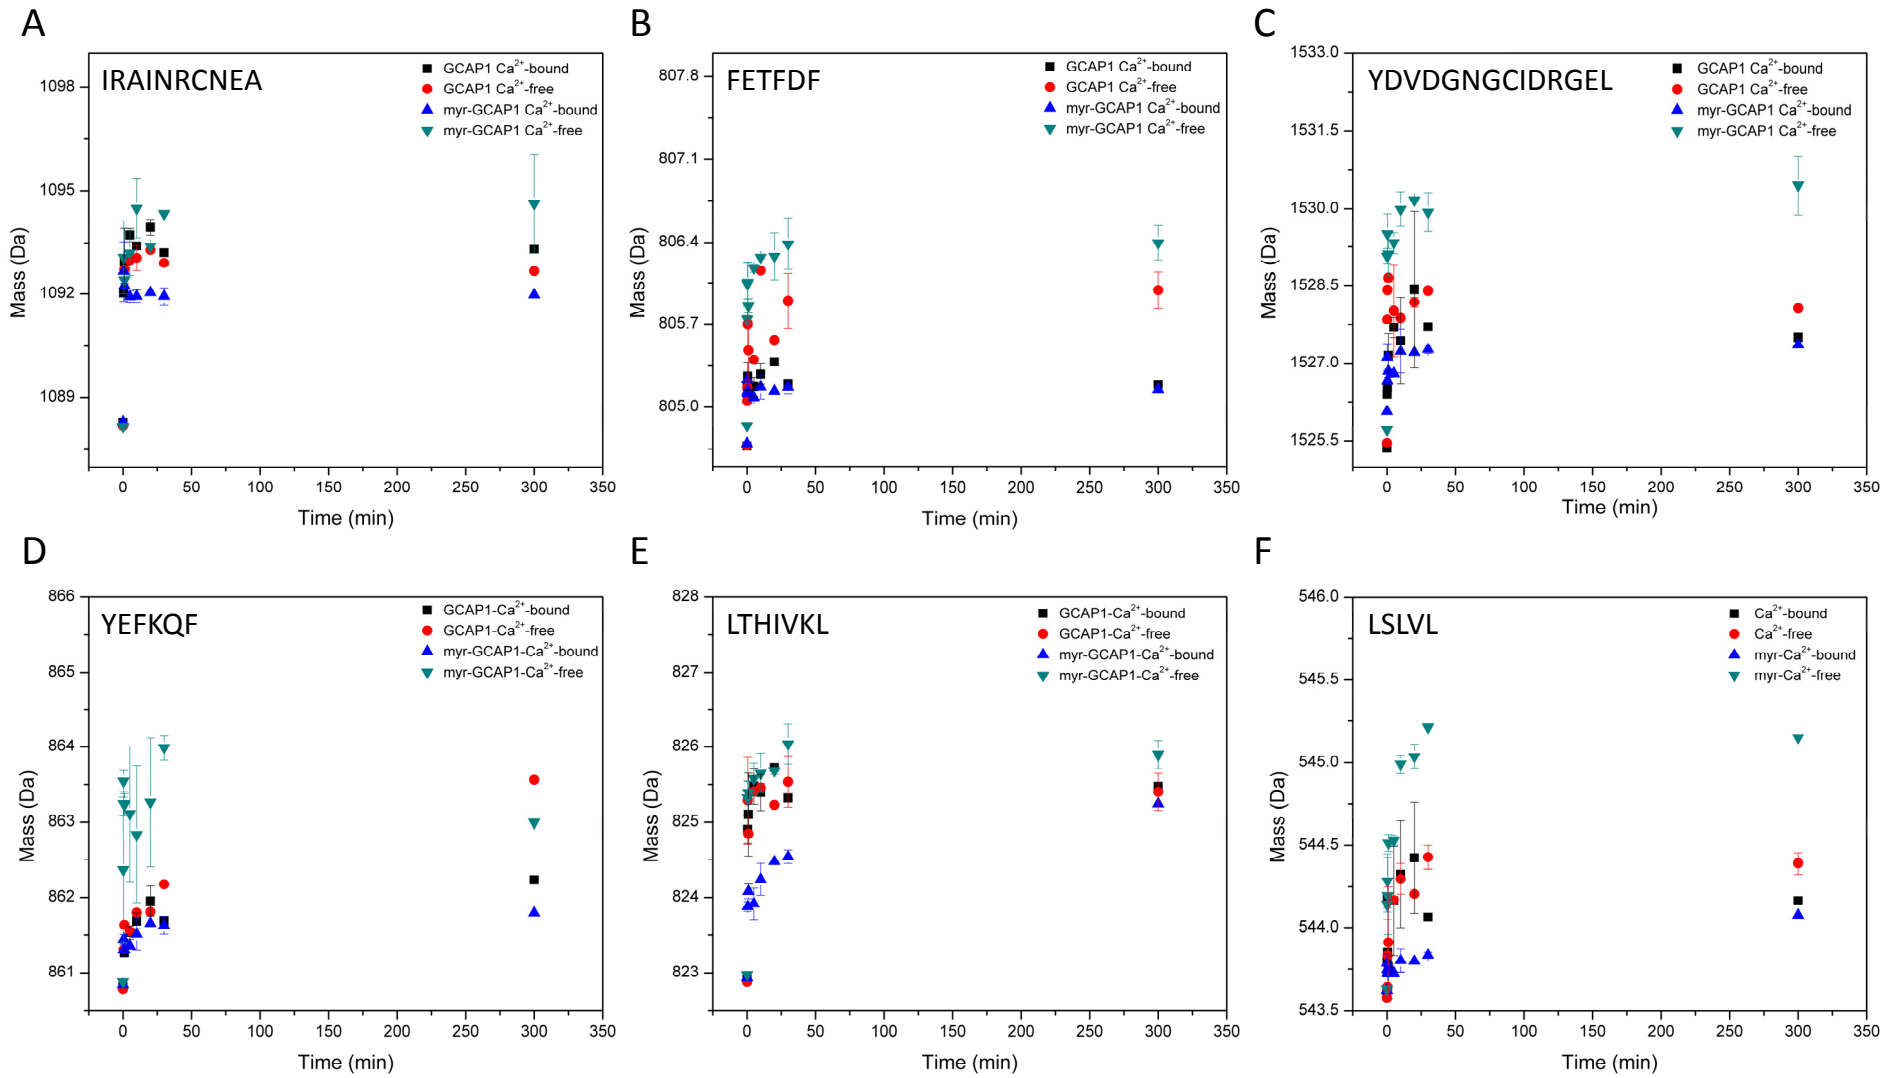 A
IRAINRCNEA
GCAP1 Ca²⁺-bound
GCAP1 Ca²⁺-free
myr-GCAP1 Ca²⁺-bound
myr-GCAP1 Ca²⁺-free
1098
1095
1092
1089
Mass (Da)
0 50 100 150 200 250 300 350
Time (min)
B
FETFDF
GCAP1 Ca²⁺-bound
GCAP1 Ca²⁺-free
myr-GCAP1 Ca²⁺-bound
myr-GCAP1 Ca²⁺-free
807.8
807.1
806.4
805.7
805.0
Mass (Da)
0 50 100 150 200 250 300 350
Time (min)
C
YDVDGNGCIDRGEL
GCAP1 Ca²⁺-bound
GCAP1 Ca²⁺-free
myr-GCAP1 Ca²⁺-bound
myr-GCAP1 Ca²⁺-free
1533.0
1531.5
1530.0
1528.5
1527.0
1525.5
Mass (Da)
0 50 100 150 200 250 300 350
Time (min)
D
YEFKQF
GCAP1-Ca²⁺-bound
GCAP1-Ca²⁺-free
myr-GCAP1-Ca²⁺-bound
myr-GCAP1-Ca²⁺-free
866
865
864
863
862
861
Mass (Da)
0 50 100 150 200 250 300 350
Time (min)
E
LTHIVKL
GCAP1-Ca²⁺-bound
GCAP1-Ca²⁺-free
myr-GCAP1-Ca²⁺-bound
myr-GCAP1-Ca²⁺-free
828
827
826
825
824
823
Mass (Da)
0 50 100 150 200 250 300 350
Time (min)
F
LSLVL
Ca²⁺-bound
Ca²⁺-free
myr-Ca²⁺-bound
myr-Ca²⁺-free
546.0
545.5
545.0
544.5
544.0
543.5
Mass (Da)
0 50 100 150 200 250 300 350
Time (min)